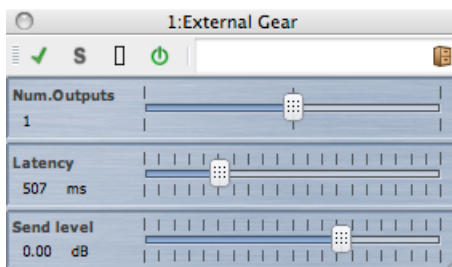 1:External Gear
S
Num.Outputs
1
Latency
507 ms
Send level
0.00 dB